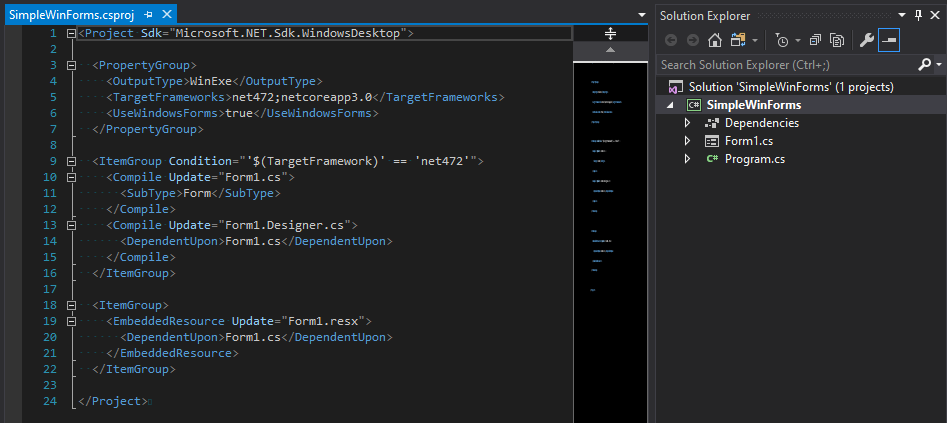 SimpleWinForms.csproj
1 <Project Sdk="Microsoft.NET.Sdk.WindowsDesktop">
2
3 <PropertyGroup>
4 <OutputType>WinExe</OutputType>
5 <TargetFrameworks>net472;netcoreapp3.0</TargetFrameworks>
6 <UseWindowsForms>true</UseWindowsForms>
7 </PropertyGroup>
8
9 <ItemGroup Condition="'$(TargetFramework)' == 'net472'">
10 <Compile Update="Form1.cs">
11 <SubType>Form</SubType>
12 </Compile>
13 <Compile Update="Form1.Designer.cs">
14 <DependentUpon>Form1.cs</DependentUpon>
15 </Compile>
16 </ItemGroup>
17
18 <ItemGroup>
19 <EmbeddedResource Update="Form1.resx">
20 <DependentUpon>Form1.cs</DependentUpon>
21 </EmbeddedResource>
22 </ItemGroup>
23
24 </Project>
Solution Explorer
Search Solution Explorer (Ctrl+;)
Solution 'SimpleWinForms' (1 projects)
C# SimpleWinForms
Dependencies
Form1.cs
C# Program.cs